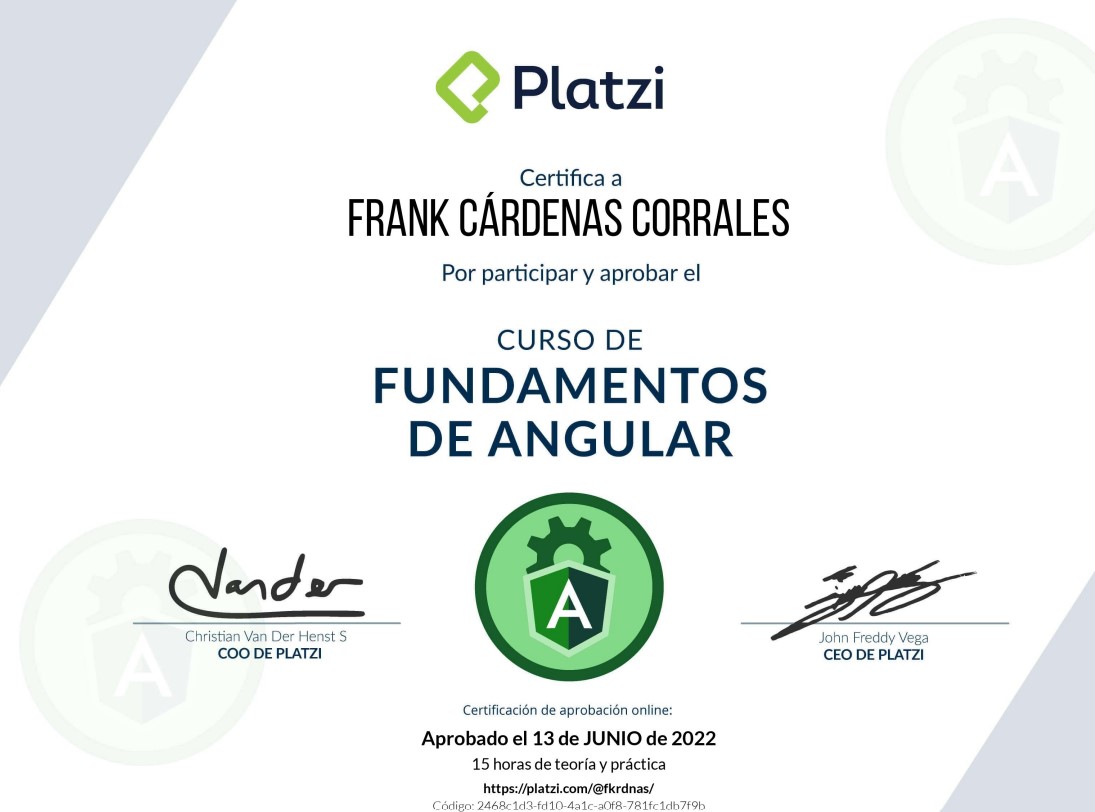 Platzi
Certifica a
FRANK CÁRDENAS CORRALES
Por participar y aprobar el
CURSO DE
FUNDAMENTOS
DE ANGULAR
A
A
Vander
A
Christian Van Der Henst S
COO DE PLATZI
John Freddy Vega
CEO DE PLATZI
A
Certificación de aprobación online:
Aprobado el 13 de JUNIO de 2022
15 horas de teoría y práctica
https://platzi.com/@fkrdnas/
Código: 2468c1d3-fd10-4a1c-a0f8-781fc1db7f9b